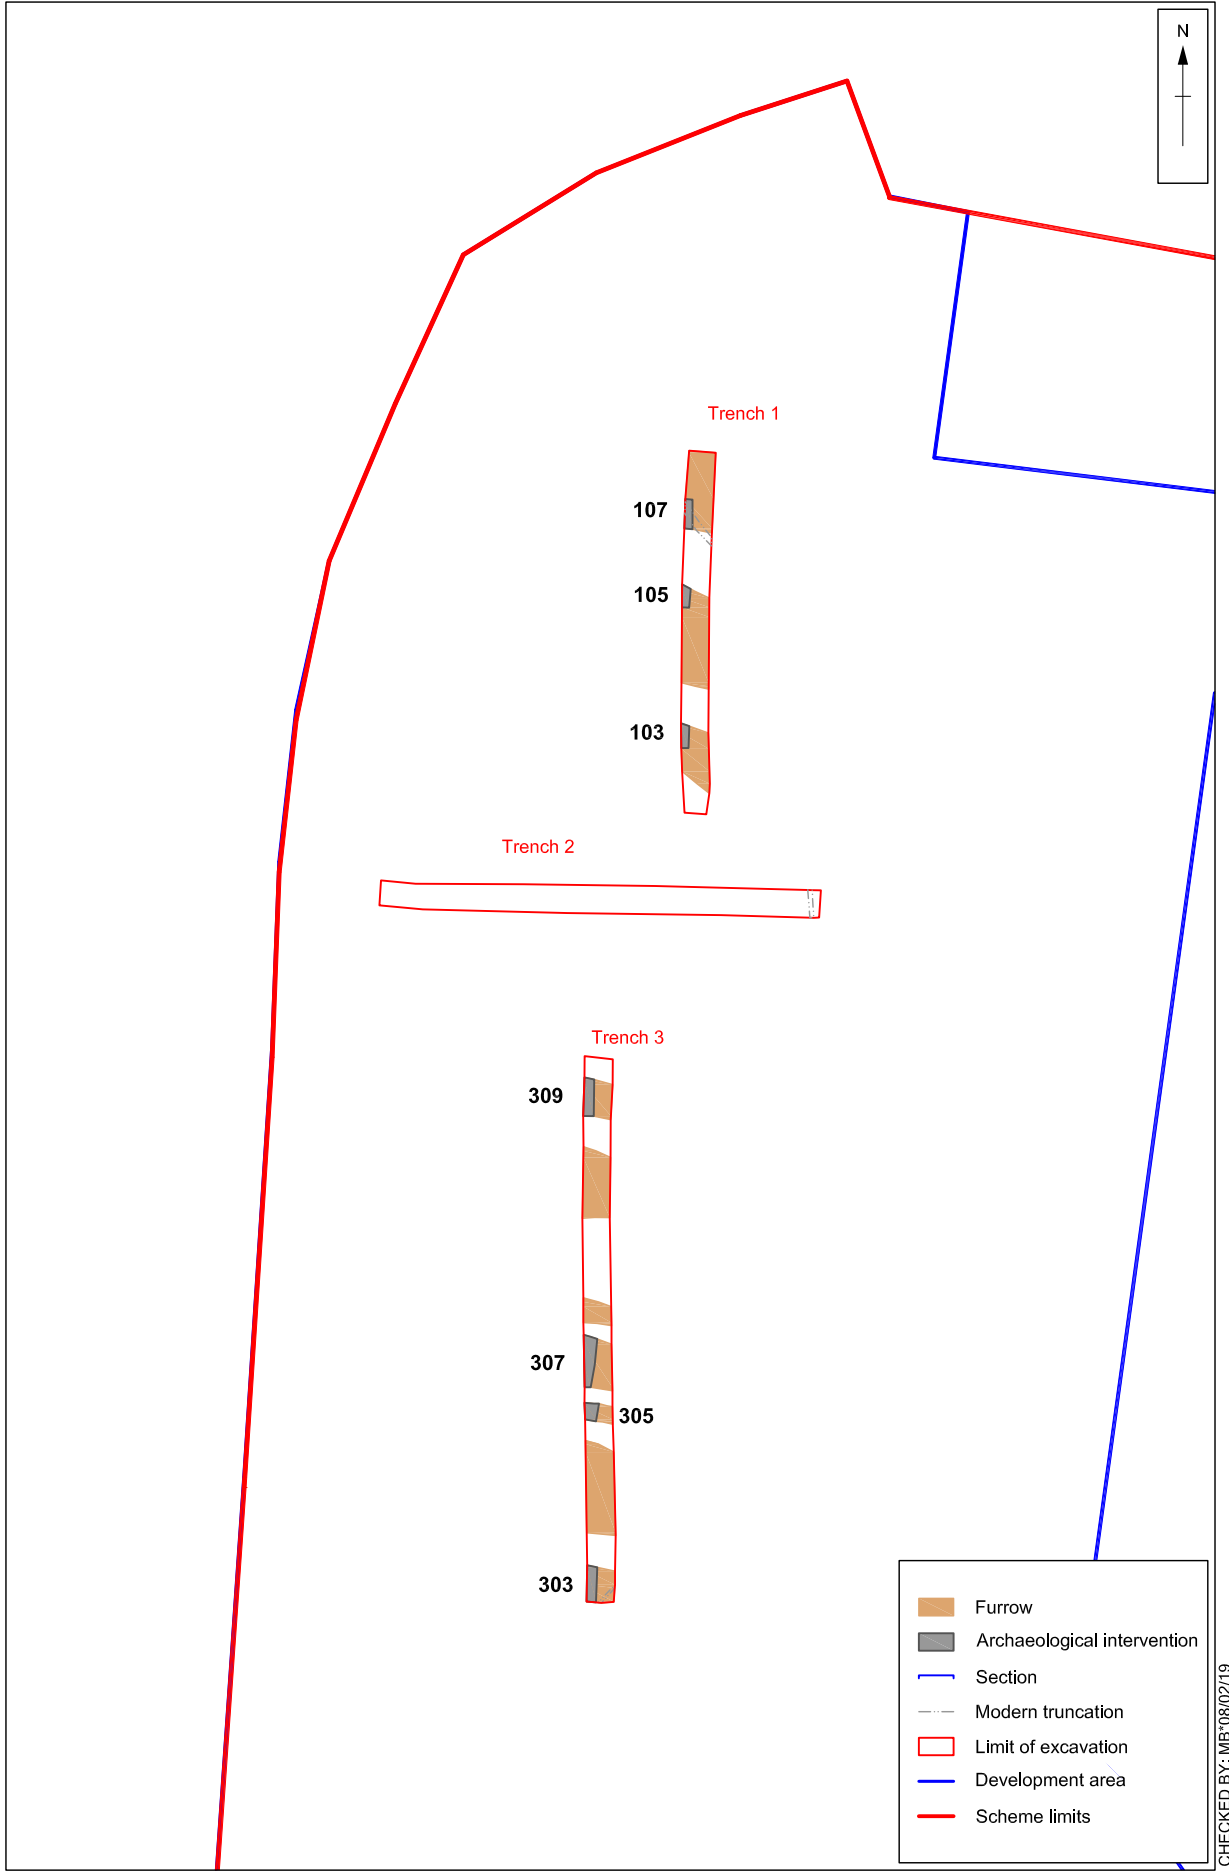 N
Trench 1
107
105
103
Trench 2
Trench 3
309
307
305
303
Furrow
Archaeological intervention
Section
Modern truncation
Limit of excavation
Development area
Scheme limits
CHECKED BY: MB*08/02/19